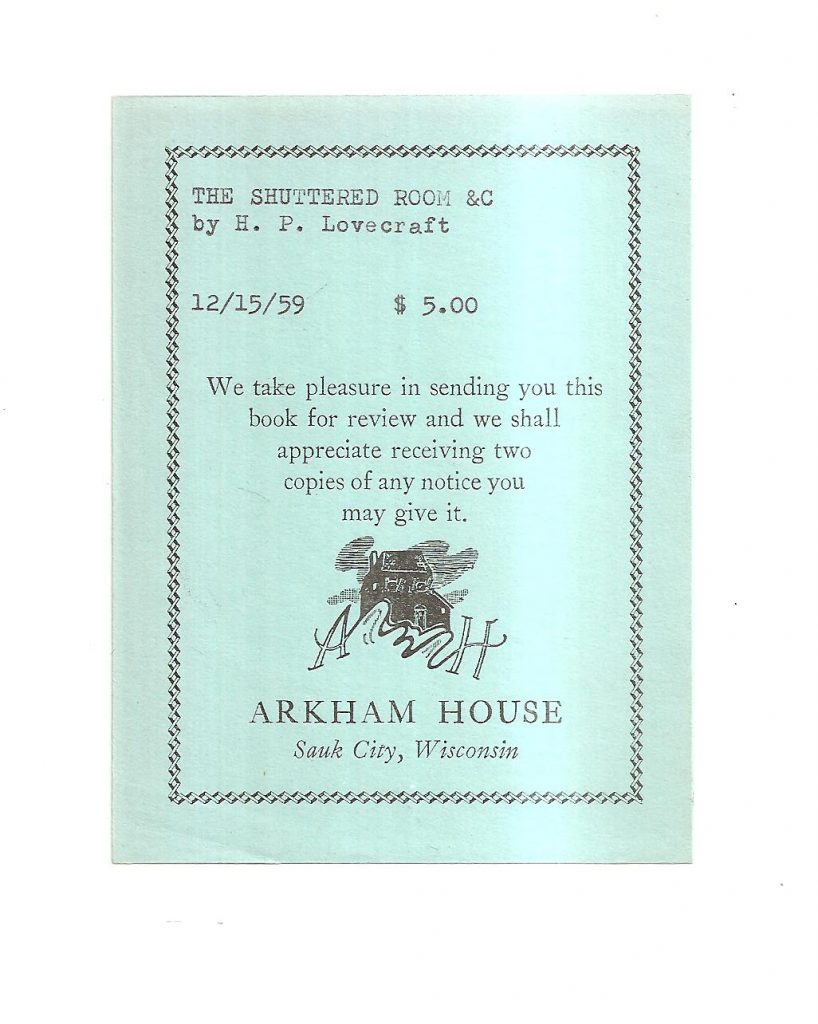 THE SHUTTERED ROOM &C
by H. P. Lovecraft
12/15/59 $ 5.00
We take pleasure in sending you this
book for review and we shall
appreciate receiving two
copies of any notice you
may give it.
A H
ARKHAM HOUSE
Sauk City, Wisconsin